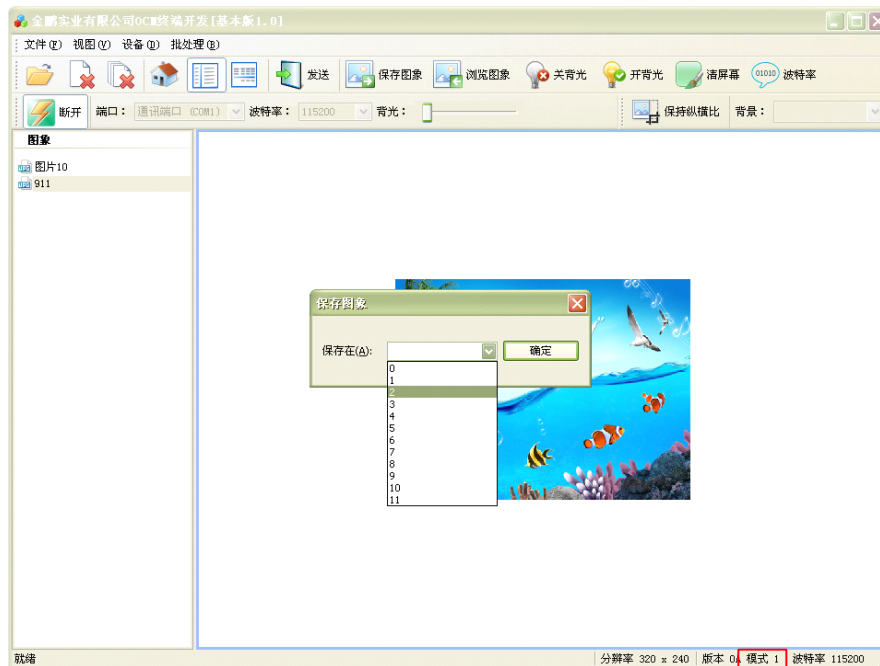 金鹏实业有限公司OCM终端开发[基本版1.0]
文件(F) 视图(V) 设备(D) 批处理(B)
发送 保存图象 浏览图象 关背光 开背光 清屏幕 01010 波特率
断开 端口： 通讯端口 (COM1) 波特率： 115200 背光： 保持纵横比 背景：
图象
图片10
911
保存图象
保存在(A): 确定
0
1
2
3
4
5
6
7
8
9
10
11
就绪 分辨率 320 x 240 版本 0A 模式 1 波特率 115200